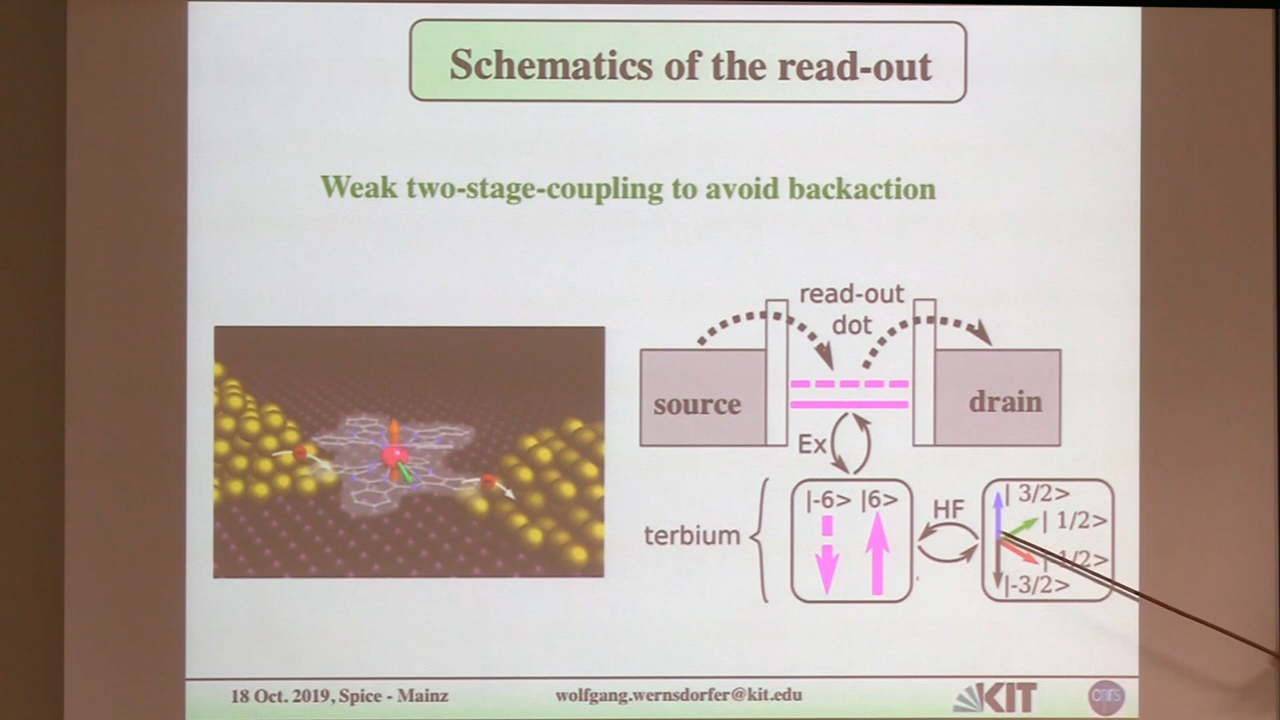 Schematics of the read-out
Weak two-stage-coupling to avoid backaction
read-out
dot
source
drain
Ex
terbium
|-6> |6>
HF
| 3/2>
| 1/2>
1/2>
|-3/2>
18 Oct. 2019, Spice - Mainz
wolfgang.wernsdorfer@kit.edu
KIT
cnrs